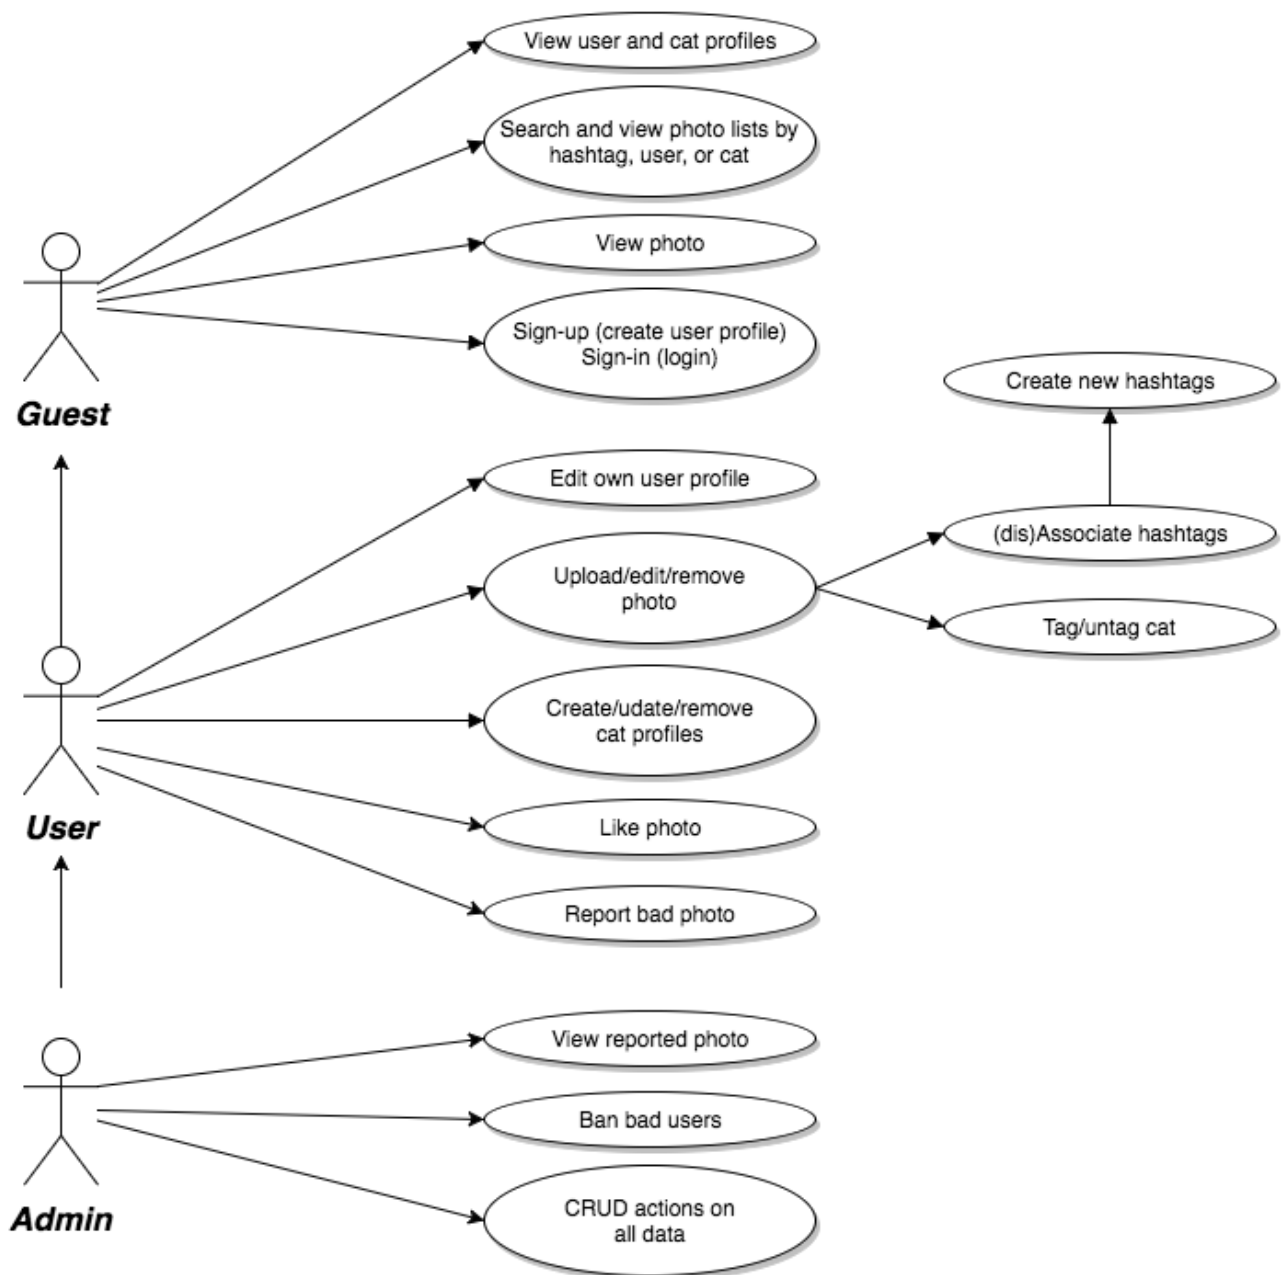 View user and cat profiles
Search and view photo lists by
hashtag, user, or cat
View photo
Sign-up (create user profile)
Sign-in (login)
Guest
Create new hashtags
Edit own user profile
(dis)Associate hashtags
Upload/edit/remove
photo
Tag/untag cat
Create/udate/remove
cat profiles
User
Like photo
Report bad photo
View reported photo
Ban bad users
Admin
CRUD actions on
all data